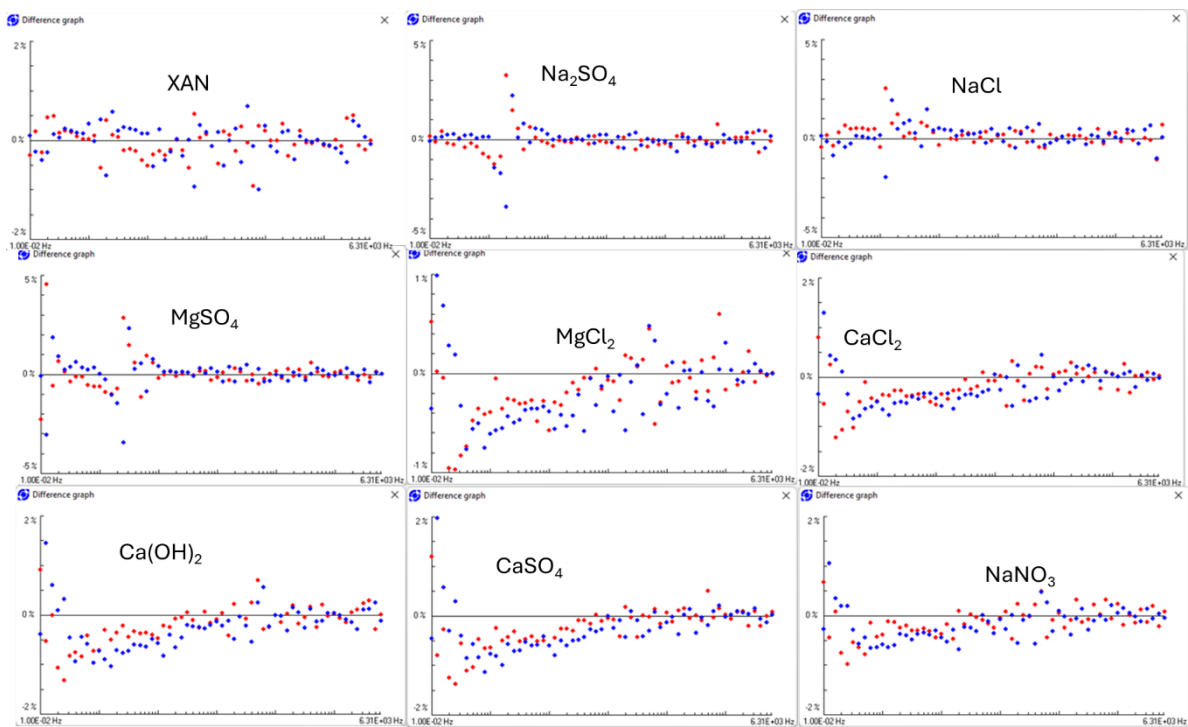 Difference graph
2 %
XAN
0 %
-2 %
1.00E-02 Hz
6.31E+03 Hz
Difference graph
5 %
Na₂SO₄
0 %
-5 %
1.00E-02 Hz
6.31E+03 Hz
Difference graph
5 %
NaCl
0 %
-5 %
1.00E-02 Hz
6.31E+03 Hz
Difference graph
5 %
MgSO₄
0 %
-5 %
1.00E-02 Hz
6.31E+03 Hz
Difference graph
1 %
MgCl₂
0 %
-1 %
1.00E-02 Hz
6.31E+03 Hz
Difference graph
2 %
CaCl₂
0 %
-2 %
1.00E-02 Hz
6.31E+03 Hz
Difference graph
2 %
Ca(OH)₂
0 %
-2 %
1.00E-02 Hz
6.31E+03 Hz
Difference graph
2 %
CaSO₄
0 %
-2 %
1.00E-02 Hz
6.31E+03 Hz
Difference graph
2 %
NaNO₃
0 %
-2 %
1.00E-02 Hz
6.31E+03 Hz